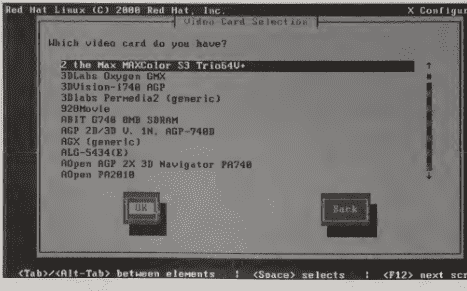 Red Hat Linux (C) 2000 Red Hat, Inc. X Configur
Video Card Selection
Which video card do you have?
2 the Max MAXColor S3 Trio64V+
3DLabs Oxygen GMX
3DVision-i740 AGP
3Dlabs Permedia2 (generic)
928Movie
ABIT G740 8MB SDRAM
AGP 2D/3D V. 1N, AGP-740D
AGX (generic)
ALG-5434(E)
AOpen AGP 2X 3D Navigator PA740
AOpen PA2010
OK Back
<Tab>/<Alt-Tab> between elements | <Space> selects | <F12> next scr